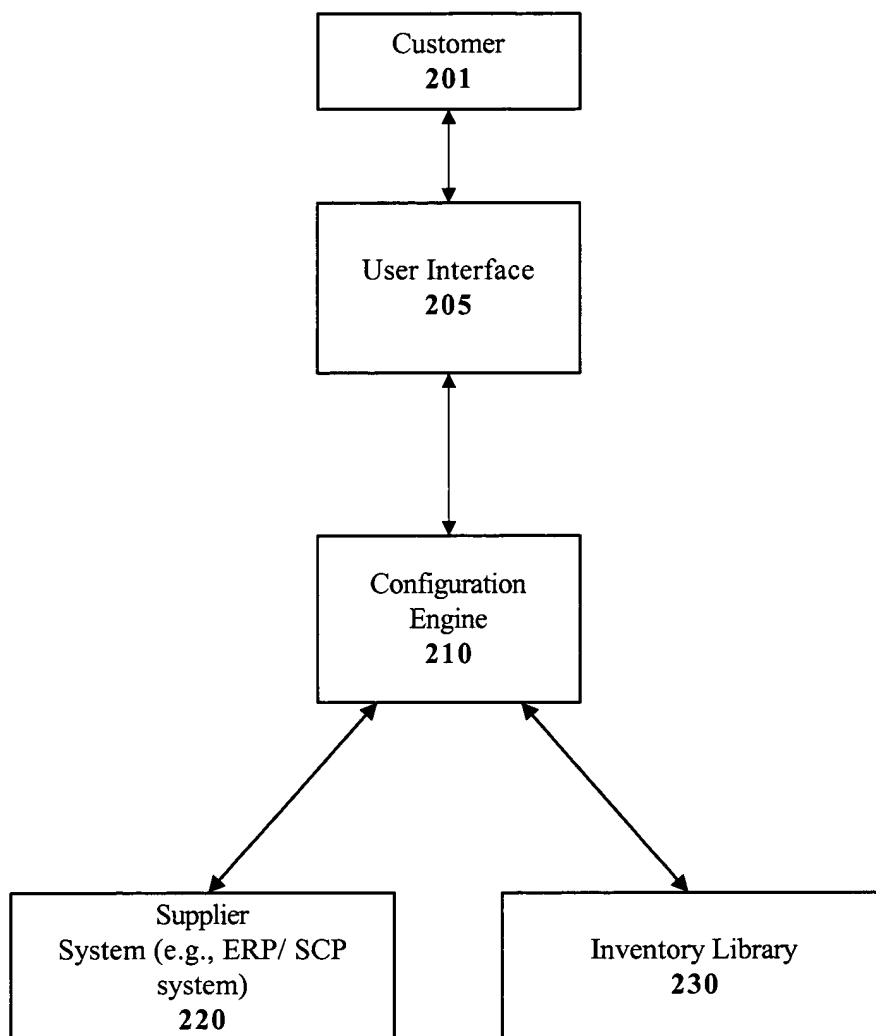 Customer
201
User Interface
205
Configuration
Engine
210
Supplier
System (e.g., ERP/ SCP
system)
220
Inventory Library
230